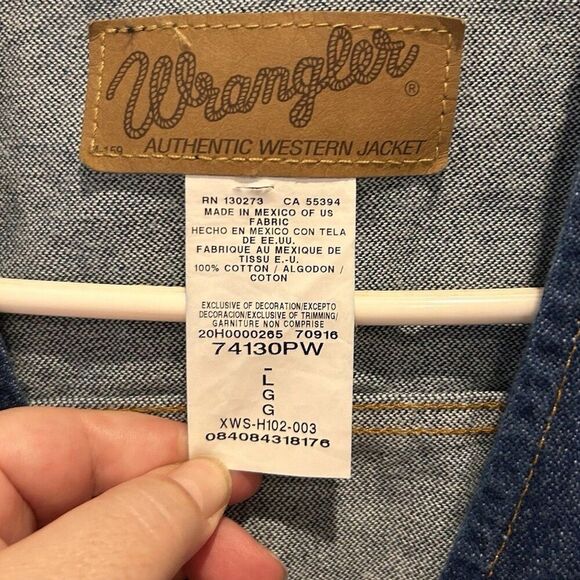 Wrangler ®
AUTHENTIC WESTERN JACKET
RN 130273 CA 55394
MADE IN MEXICO OF US
FABRIC
HECHO EN MEXICO CON TELA
DE EE.UU.
FABRIQUE AU MEXIQUE DE
TISSU E.-U.
100% COTTON / ALGODON /
COTON
EXCLUSIVE OF DECORATION/EXCEPTO
DECORACION/EXCLUSIVE OF TRIMMING/
GARNITURE NON COMPRISE
20H0000265 70916
74130PW
-
L
G
G
XWS-H102-003
084084318176